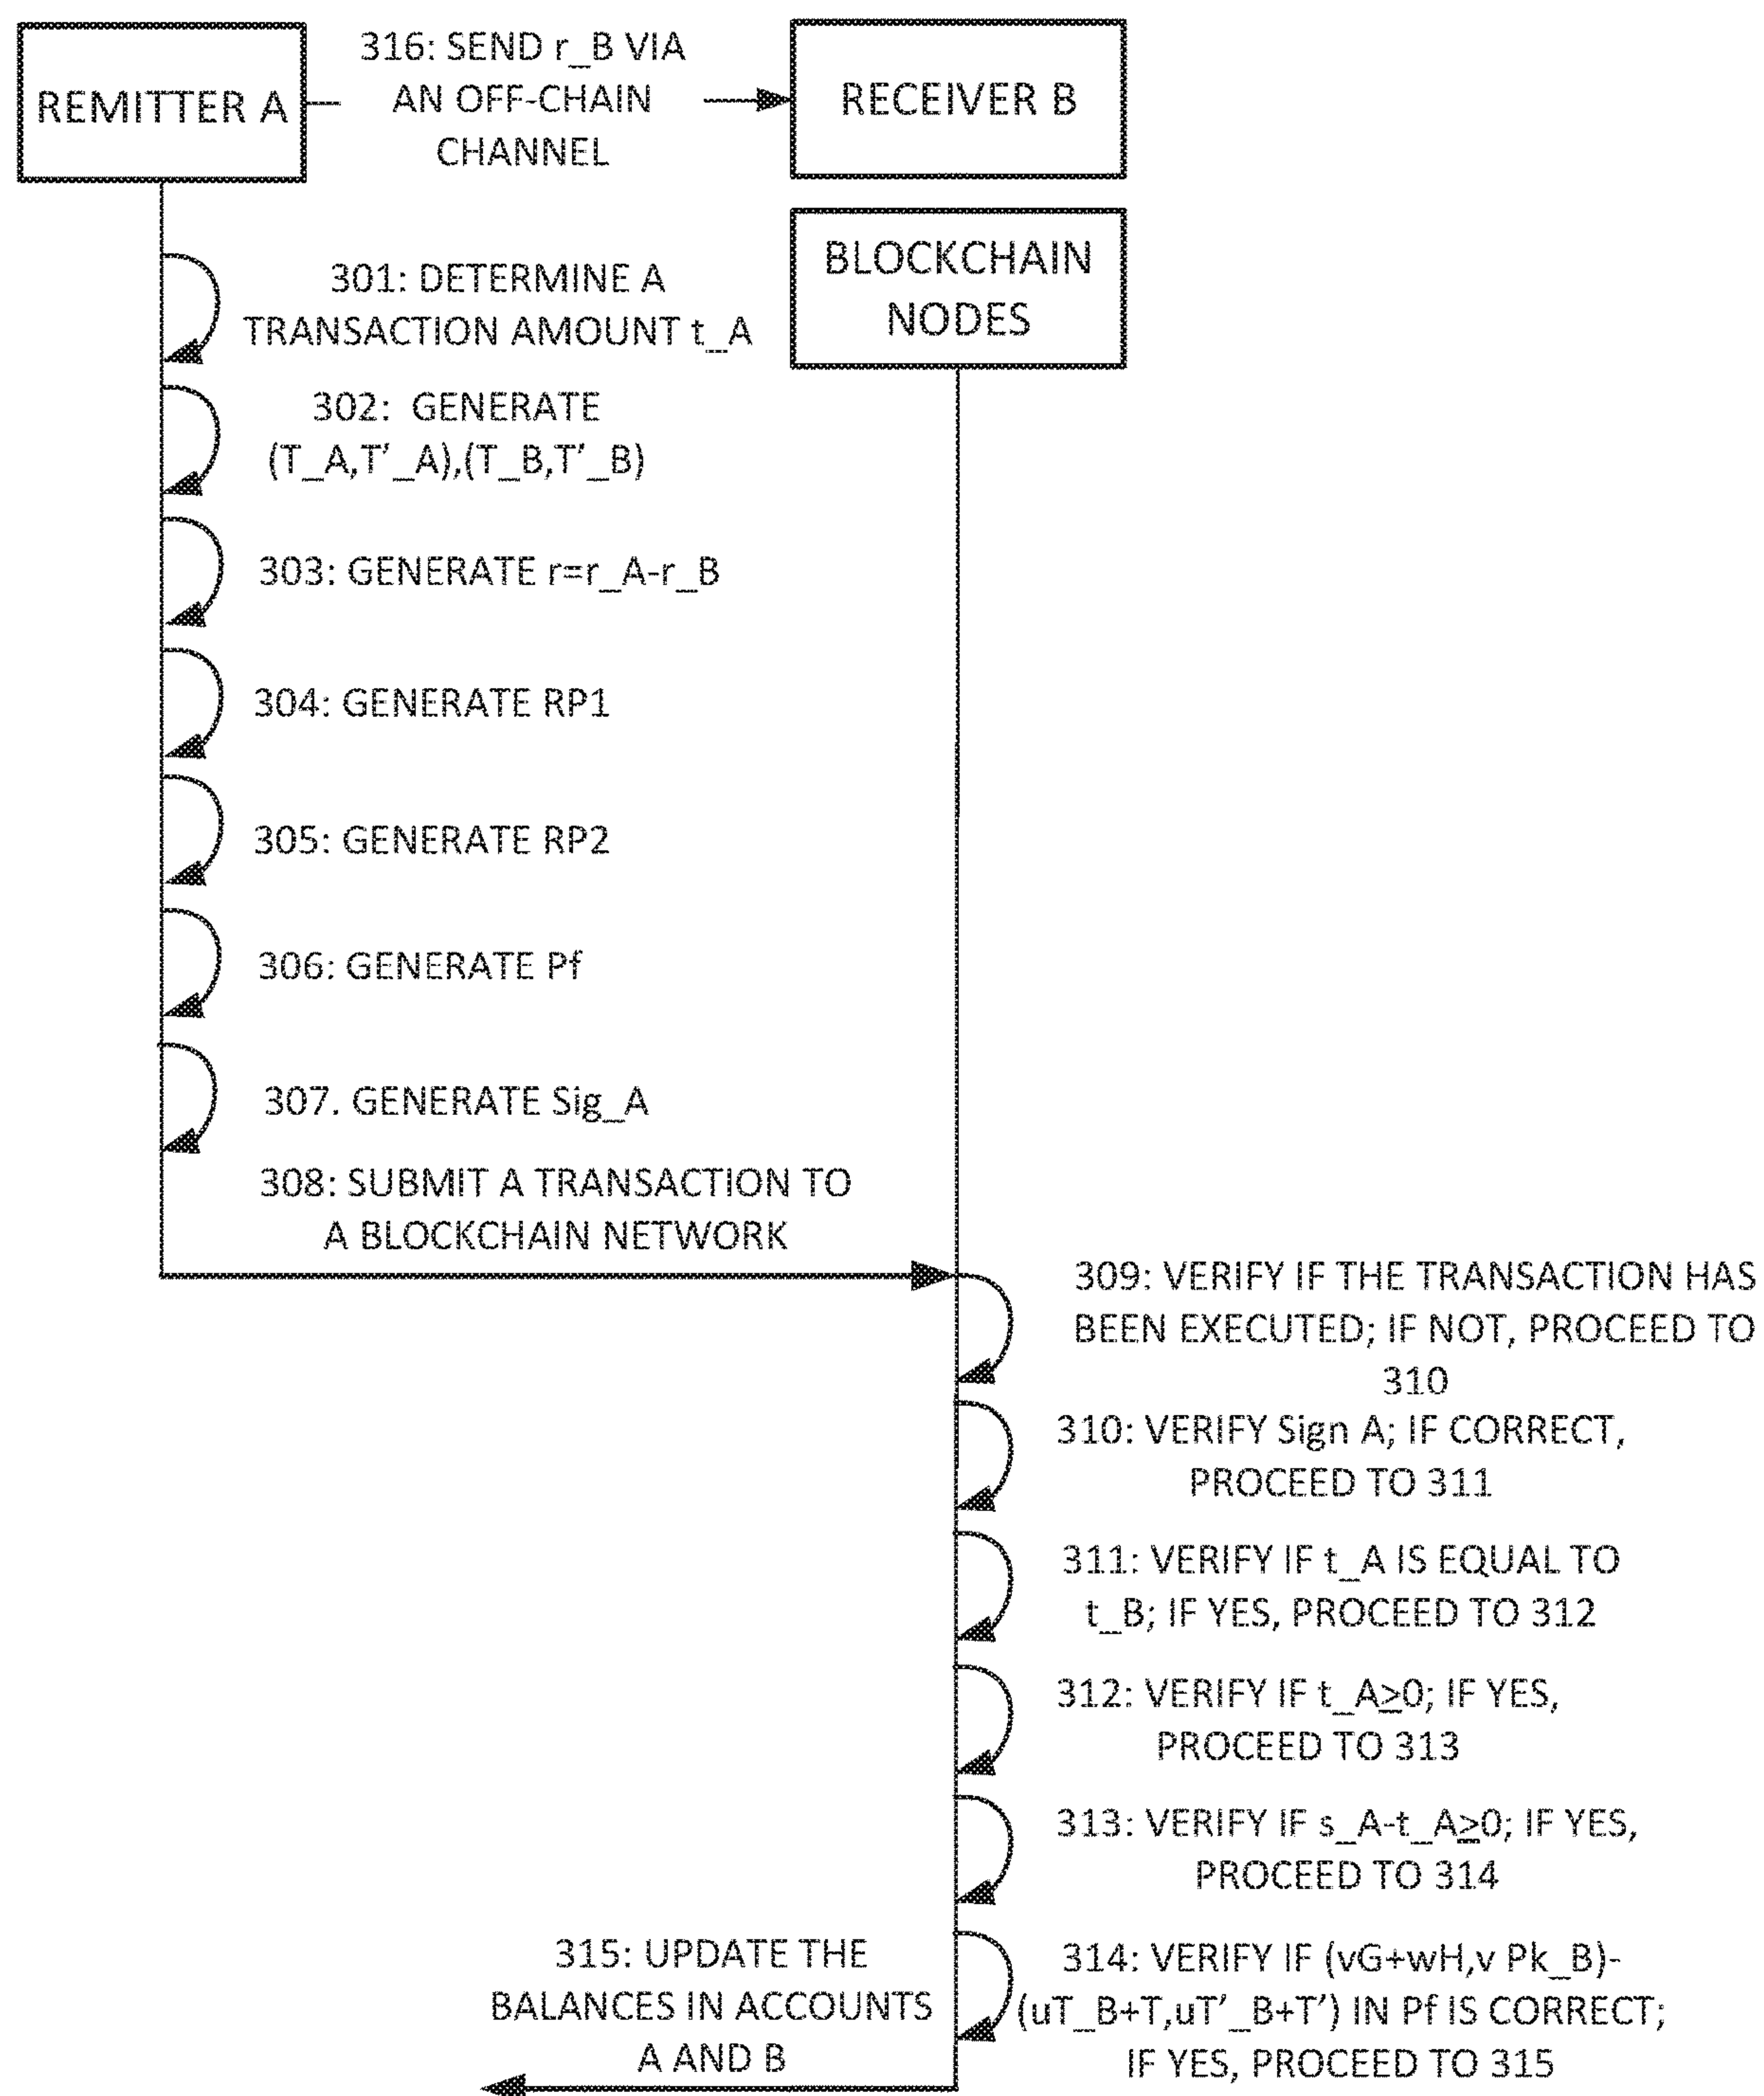 REMITTER A
316: SEND r_B VIA
AN OFF-CHAIN
CHANNEL
RECEIVER B
BLOCKCHAIN
NODES
301: DETERMINE A
TRANSACTION AMOUNT t_A
302: GENERATE
(T_A,T’_A),(T_B,T’_B)
303: GENERATE r=r_A-r_B
304: GENERATE RP1
305: GENERATE RP2
306: GENERATE Pf
307. GENERATE Sig_A
308: SUBMIT A TRANSACTION TO
A BLOCKCHAIN NETWORK
309: VERIFY IF THE TRANSACTION HAS
BEEN EXECUTED; IF NOT, PROCEED TO
310
310: VERIFY Sign A; IF CORRECT,
PROCEED TO 311
311: VERIFY IF t_A IS EQUAL TO
t_B; IF YES, PROCEED TO 312
312: VERIFY IF t_A≥0; IF YES,
PROCEED TO 313
313: VERIFY IF s_A-t_A≥0; IF YES,
PROCEED TO 314
314: VERIFY IF (vG+wH,v Pk_B)-
(uT_B+T,uT’_B+T’) IN Pf IS CORRECT;
IF YES, PROCEED TO 315
315: UPDATE THE
BALANCES IN ACCOUNTS
A AND B